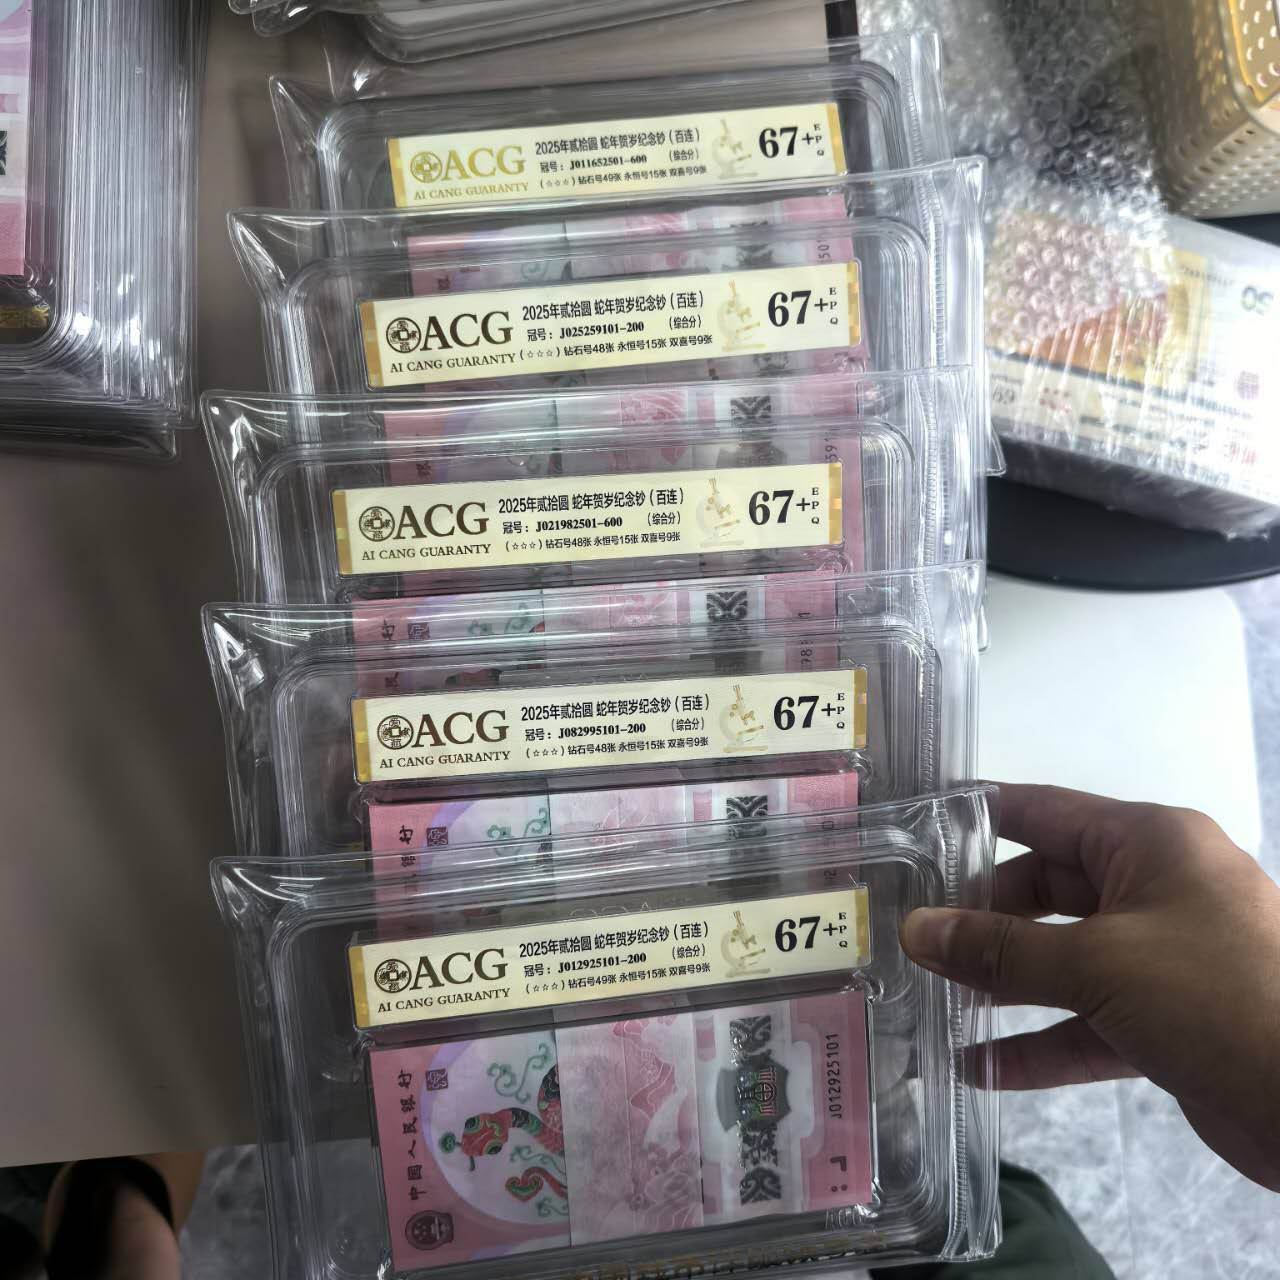 ACG
AI CANG GUARANTY
2025年贰拾圆 蛇年贺岁纪念钞（百连）
冠号：J011652501-600 （综合分）
（☆☆☆）钻石号49张 永恒号15张 双喜号9张
67+
EPQ
ACG
AI CANG GUARANTY
2025年贰拾圆 蛇年贺岁纪念钞（百连）
冠号：J025259101-200 （综合分）
（☆☆☆）钻石号48张 永恒号15张 双喜号9张
67+
EPQ
ACG
AI CANG GUARANTY
2025年贰拾圆 蛇年贺岁纪念钞（百连）
冠号：J021982501-600 （综合分）
（☆☆☆）钻石号48张 永恒号15张 双喜号9张
67+
EPQ
ACG
AI CANG GUARANTY
2025年贰拾圆 蛇年贺岁纪念钞（百连）
冠号：J082995101-200 （综合分）
（☆☆☆）钻石号48张 永恒号15张 双喜号9张
67+
EPQ
ACG
AI CANG GUARANTY
2025年贰拾圆 蛇年贺岁纪念钞（百连）
冠号：J012925101-200 （综合分）
（☆☆☆）钻石号49张 永恒号15张 双喜号9张
67+
EPQ
中国人民银行
J012925101